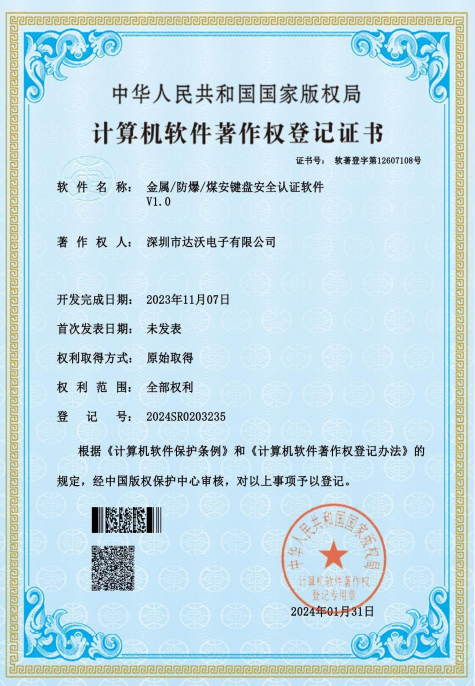 中华人民共和国国家版权局
计算机软件著作权登记证书
证书号： 软著登字第12607108号
软件名称： 金属/防爆/煤安键盘安全认证软件
V1.0
著作权人： 深圳市达沃电子有限公司
开发完成日期： 2023年11月07日
首次发表日期： 未发表
权利取得方式： 原始取得
权利范围： 全部权利
登记号： 2024SR0203235
根据《计算机软件保护条例》和《计算机软件著作权登记办法》的
规定，经中国版权保护中心审核，对以上事项予以登记。
中华人民共和国国家版权局
计算机软件著作权
登记专用章
2024年01月31日